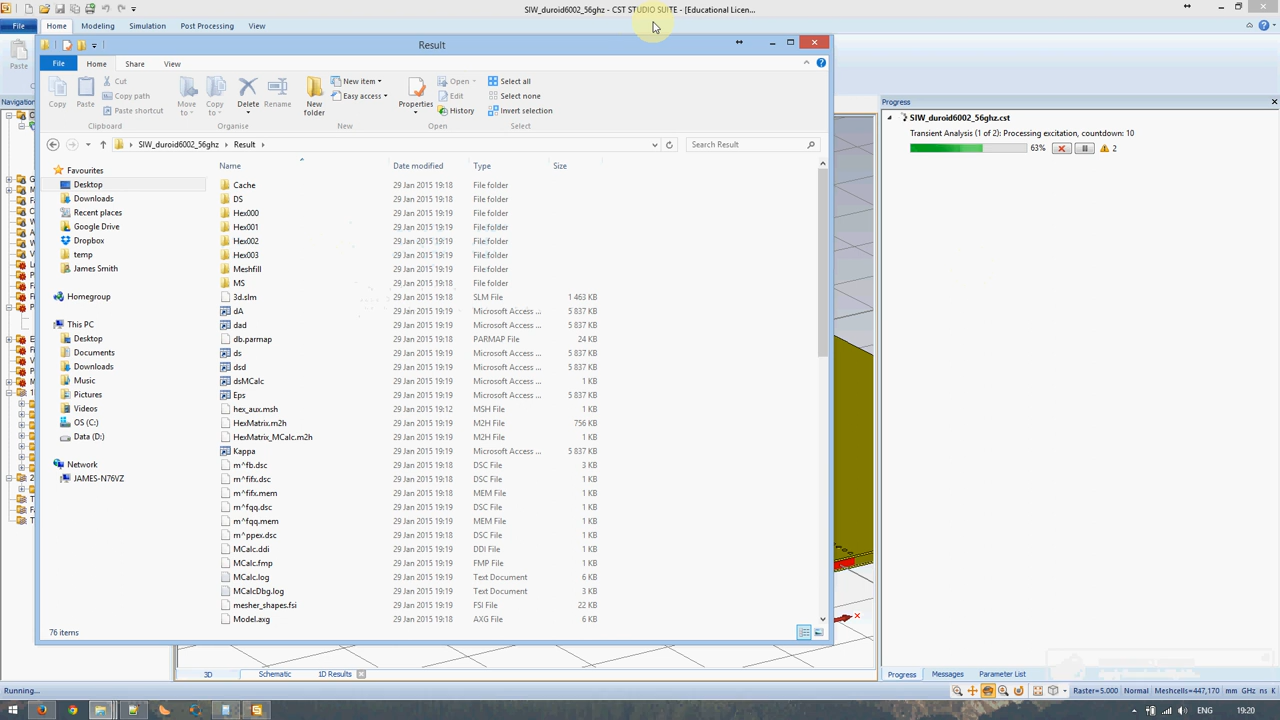 SIW_duroid6002_56ghz - CST STUDIO SUITE - [Educational Licen...
File Home Modeling Simulation Post Processing View
Paste
Result
File Home Share View
Copy Paste Cut Copy path Paste shortcut Move to Copy to Delete Rename New folder New item Easy access Properties Open Edit History Select all Select none Invert selection
Clipboard Organise New Open Select
SIW_duroid6002_56ghz Result Search Result
Name Date modified Type Size
Favourites
Desktop
Downloads
Recent places
Google Drive
Dropbox
temp
James Smith
Homegroup
This PC
Desktop
Documents
Downloads
Music
Pictures
Videos
OS (C:)
Data (D:)
Network
JAMES-N76VZ
Cache 29 Jan 2015 19:18 File folder
DS 29 Jan 2015 19:18 File folder
Hex000 29 Jan 2015 19:18 File folder
Hex001 29 Jan 2015 19:18 File folder
Hex002 29 Jan 2015 19:18 File folder
Hex003 29 Jan 2015 19:18 File folder
Meshfill 29 Jan 2015 19:18 File folder
MS 29 Jan 2015 19:18 File folder
3d.slm 29 Jan 2015 19:18 SLM File 1 463 KB
dA 29 Jan 2015 19:19 Microsoft Access ... 5 837 KB
dad 29 Jan 2015 19:19 Microsoft Access ... 5 837 KB
db.parmap 29 Jan 2015 19:18 PARMAP File 24 KB
ds 29 Jan 2015 19:19 Microsoft Access ... 5 837 KB
dsd 29 Jan 2015 19:19 Microsoft Access ... 5 837 KB
dsMCalc 29 Jan 2015 19:19 Microsoft Access ... 1 KB
Eps 29 Jan 2015 19:19 Microsoft Access ... 5 837 KB
hex_aux.msh 29 Jan 2015 19:12 MSH File 1 KB
HexMatrix.m2h 29 Jan 2015 19:19 M2H File 756 KB
HexMatrix_MCalc.m2h 29 Jan 2015 19:19 M2H File 1 KB
Kappa 29 Jan 2015 19:19 Microsoft Access ... 5 837 KB
m^fb.dsc 29 Jan 2015 19:18 DSC File 3 KB
m^fifx.dsc 29 Jan 2015 19:18 DSC File 1 KB
m^fifx.mem 29 Jan 2015 19:19 MEM File 1 KB
m^fqq.dsc 29 Jan 2015 19:18 DSC File 1 KB
m^fqq.mem 29 Jan 2015 19:19 MEM File 1 KB
m^ppex.dsc 29 Jan 2015 19:19 DSC File 3 KB
MCalc.ddi 29 Jan 2015 19:19 DDI File 1 KB
MCalc.fmp 29 Jan 2015 19:19 FMP File 1 KB
MCalc.log 29 Jan 2015 19:19 Text Document 6 KB
MCalcDbg.log 29 Jan 2015 19:19 Text Document 3 KB
mesher_shapes.fsi 29 Jan 2015 19:19 FSI File 22 KB
Model.axg 29 Jan 2015 19:18 AXG File 6 KB
76 items
Progress
SIW_duroid6002_56ghz.cst
Transient Analysis (1 of 2): Processing excitation, countdown: 10
63% 2
3D Schematic 1D Results
Progress Messages Parameter List
Running... Raster=5.000 Normal Meshcells=447,170 mm GHz ns K
ENG 19:20